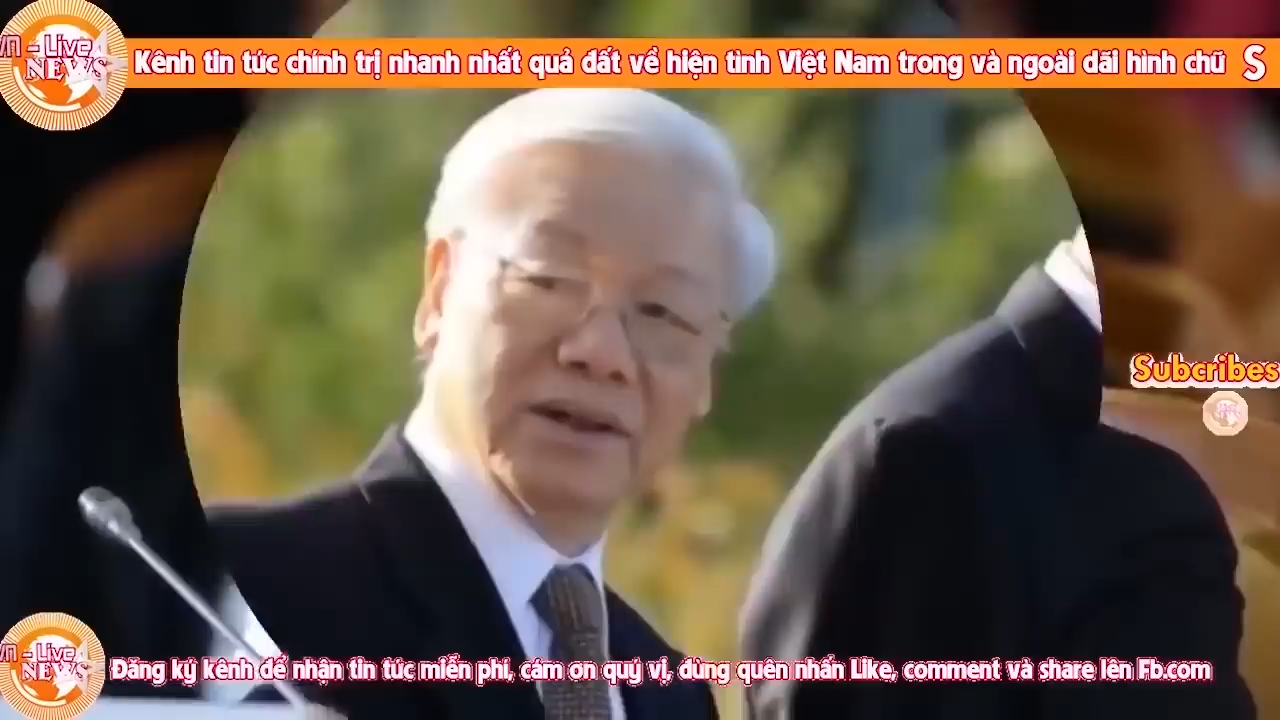 vn - Live
NEWS
Kênh tin tức chính trị nhanh nhất quả đất về hiện tình Việt Nam trong và ngoài dãi hình chữ S
Subcribes
vn - Live
NEWS
Đăng ký kênh để nhận tin tức miễn phí, cám ơn quý vị, đừng quên nhấn Like, comment và share lên Fb.com